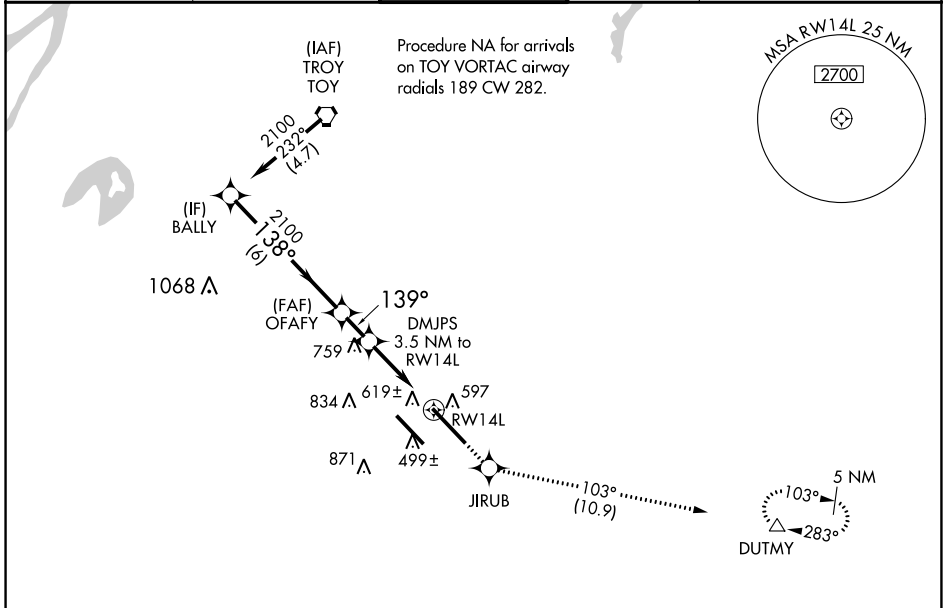 (IAF)
TROY
TOY
Procedure NA for arrivals
on TOY VORTAC airway
radials 189 CW 282.
MSA RW14L 25 NM
2700
2100
232°
(4.7)
(IF)
BALLY
2100
138°
(6)
1068
(FAF)
OFAFY
139°
DMJPS
3.5 NM to
RW14L
759
834
619±
597
RW14L
871
499±
JIRUB
103°
(10.9)
5 NM
103°
283°
DUTMY